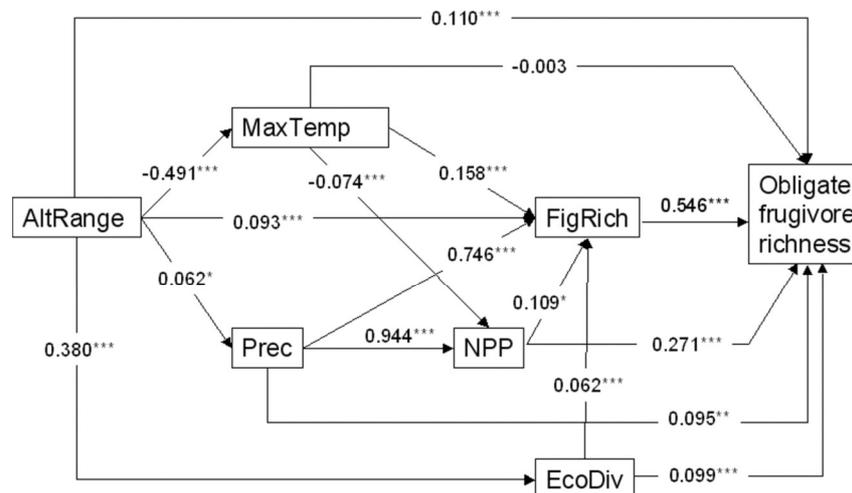 0.110***
-0.003
MaxTemp
-0.491***
-0.074***
0.158***
Obligate
frugivore
richness
AltRange
0.093***
FigRich
0.546***
0.746***
0.062*
0.109*
Prec
0.944***
NPP
0.271***
0.380***
0.062***
0.095**
EcoDiv
0.099***